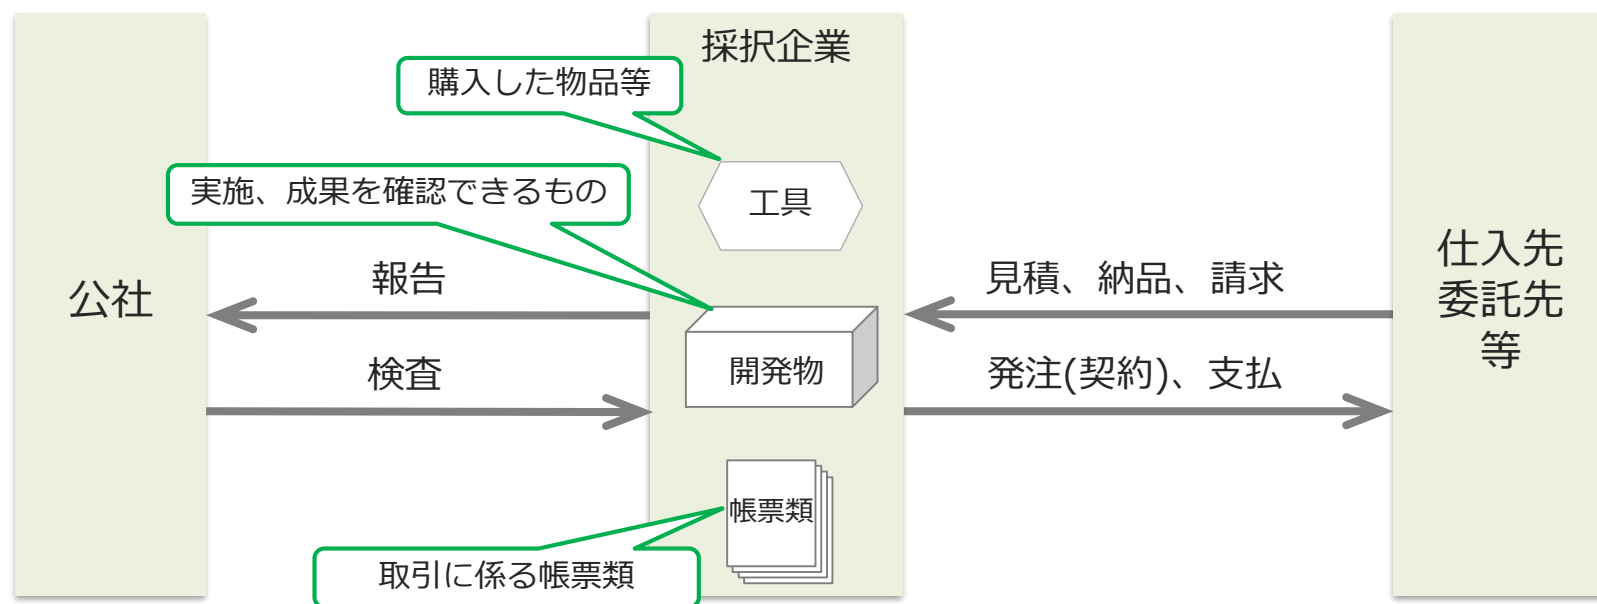 採択企業
購入した物品等
工具
実施、成果を確認できるもの
公社
報告
検査
開発物
見積、納品、請求
発注(契約)、支払
仕入先
委託先
等
帳票類
取引に係る帳票類